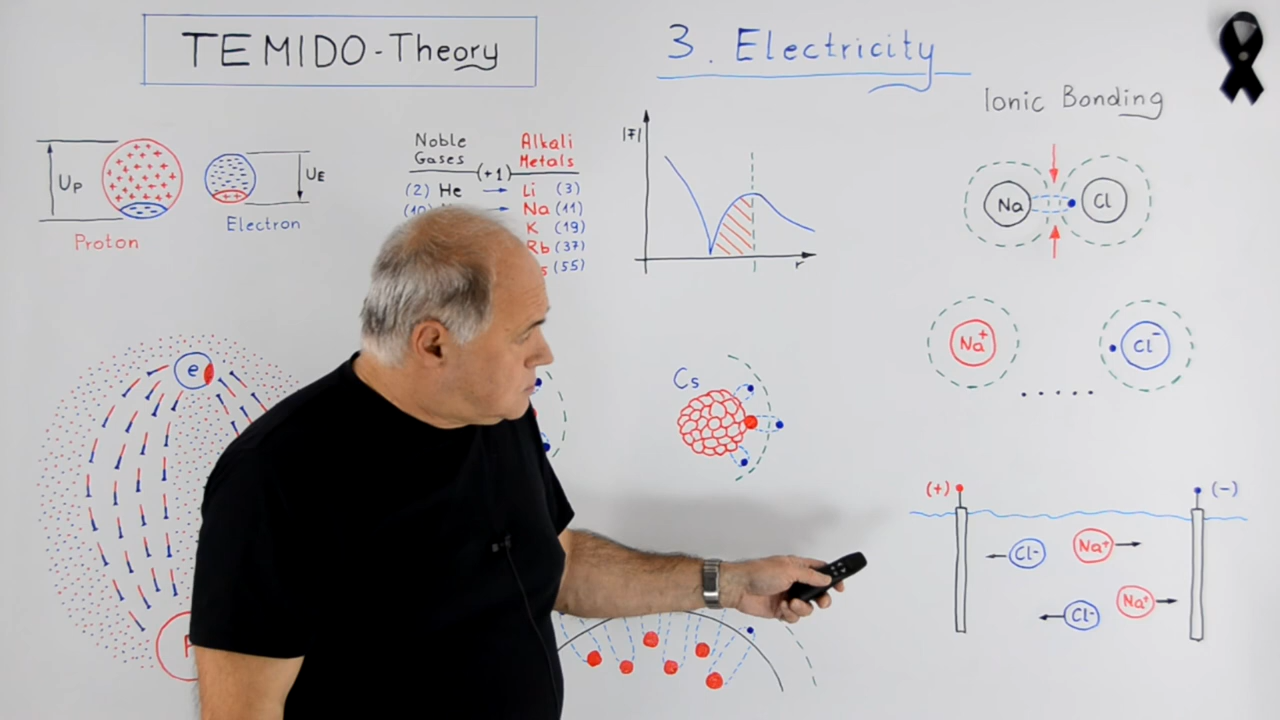 TEMIDO-Theory
3. Electricity
Ionic Bonding
UP
Proton
UE
Electron
Noble
Gases
(+1)
Alkali
Metals
(2) He → Li (3)
→ Na (11)
K (19)
Rb (37)
(55)
|F|
r
Na
Cl
Na+
Cl-
.....
e
Cs
(+)
(-)
Cl-
Na+
Cl-
Na+